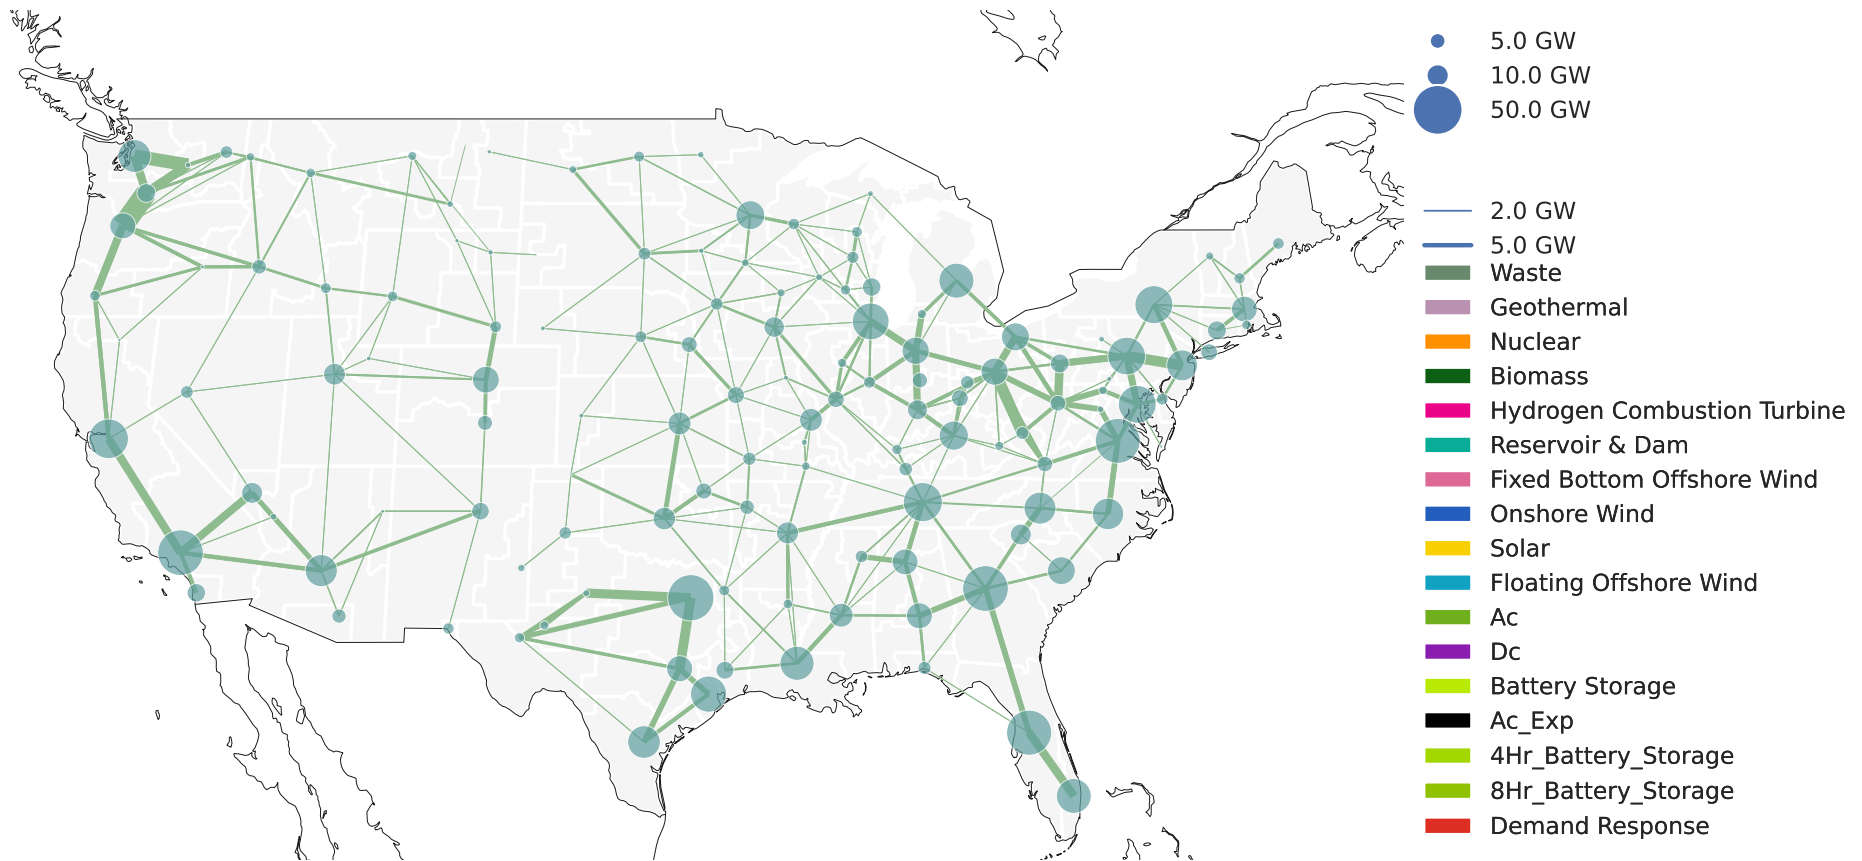 5.0 GW
10.0 GW
50.0 GW
2.0 GW
5.0 GW
Waste
Geothermal
Nuclear
Biomass
Hydrogen Combustion Turbine
Reservoir & Dam
Fixed Bottom Offshore Wind
Onshore Wind
Solar
Floating Offshore Wind
Ac
Dc
Battery Storage
Ac_Exp
4Hr_Battery_Storage
8Hr_Battery_Storage
Demand Response